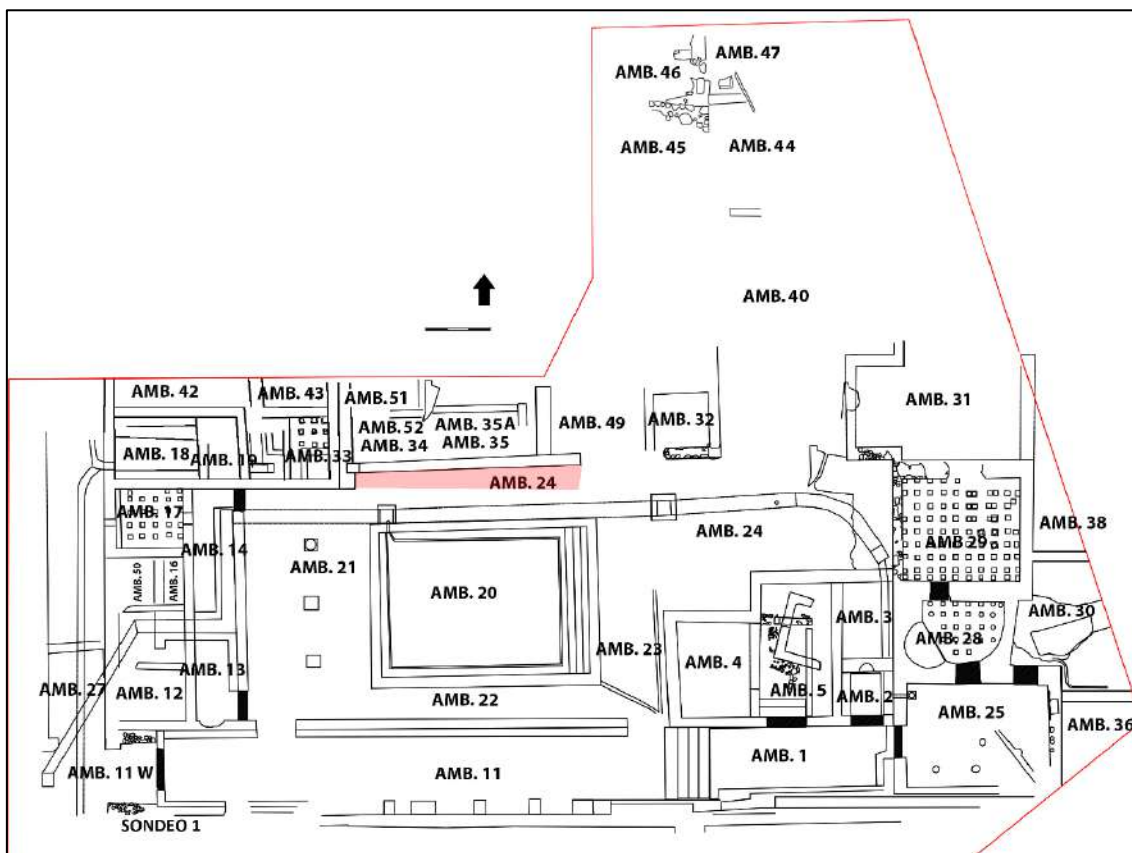 AMB. 47
AMB. 46
AMB. 45
AMB. 44
AMB. 40
AMB. 42
AMB. 43
AMB. 51
AMB. 52
AMB. 35A
AMB. 34
AMB. 35
AMB. 49
AMB. 32
AMB. 31
AMB. 18
AMB. 19
AMB. 33
AMB. 24
AMB. 17
AMB. 14
AMB. 21
AMB. 20
AMB. 24
AMB. 29
AMB. 38
AMB. 50
AMB. 16
AMB. 3
AMB. 30
AMB. 28
AMB. 13
AMB. 23
AMB. 4
AMB. 27
AMB. 12
AMB. 5
AMB. 2
AMB. 22
AMB. 25
AMB. 36
AMB. 11 W
AMB. 11
AMB. 1
SONDEO 1